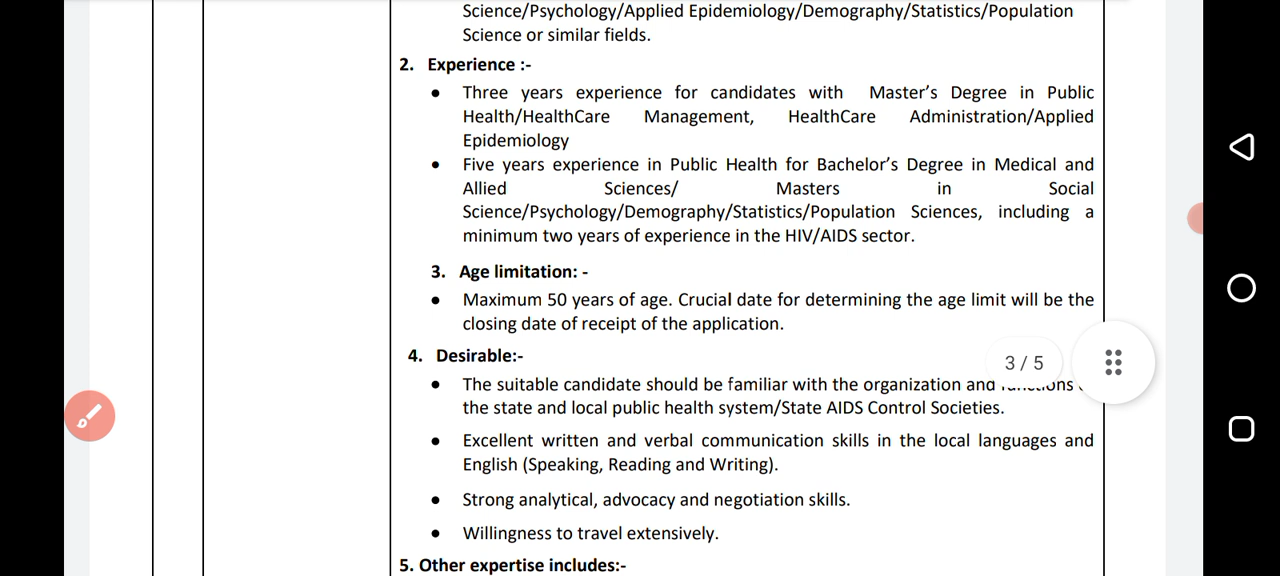 Science/Psychology/Applied Epidemiology/Demography/Statistics/Population
Science or similar fields.
2. Experience :-
• Three years experience for candidates with Master's Degree in Public
Health/HealthCare Management, HealthCare Administration/Applied
Epidemiology
• Five years experience in Public Health for Bachelor's Degree in Medical and
Allied Sciences/ Masters in Social
Science/Psychology/Demography/Statistics/Population Sciences, including a
minimum two years of experience in the HIV/AIDS sector.
3. Age limitation: -
• Maximum 50 years of age. Crucial date for determining the age limit will be the
closing date of receipt of the application.
4. Desirable:-
3 / 5
• The suitable candidate should be familiar with the organization and
the state and local public health system/State AIDS Control Societies.
• Excellent written and verbal communication skills in the local languages and
English (Speaking, Reading and Writing).
• Strong analytical, advocacy and negotiation skills.
• Willingness to travel extensively.
5. Other expertise includes:-